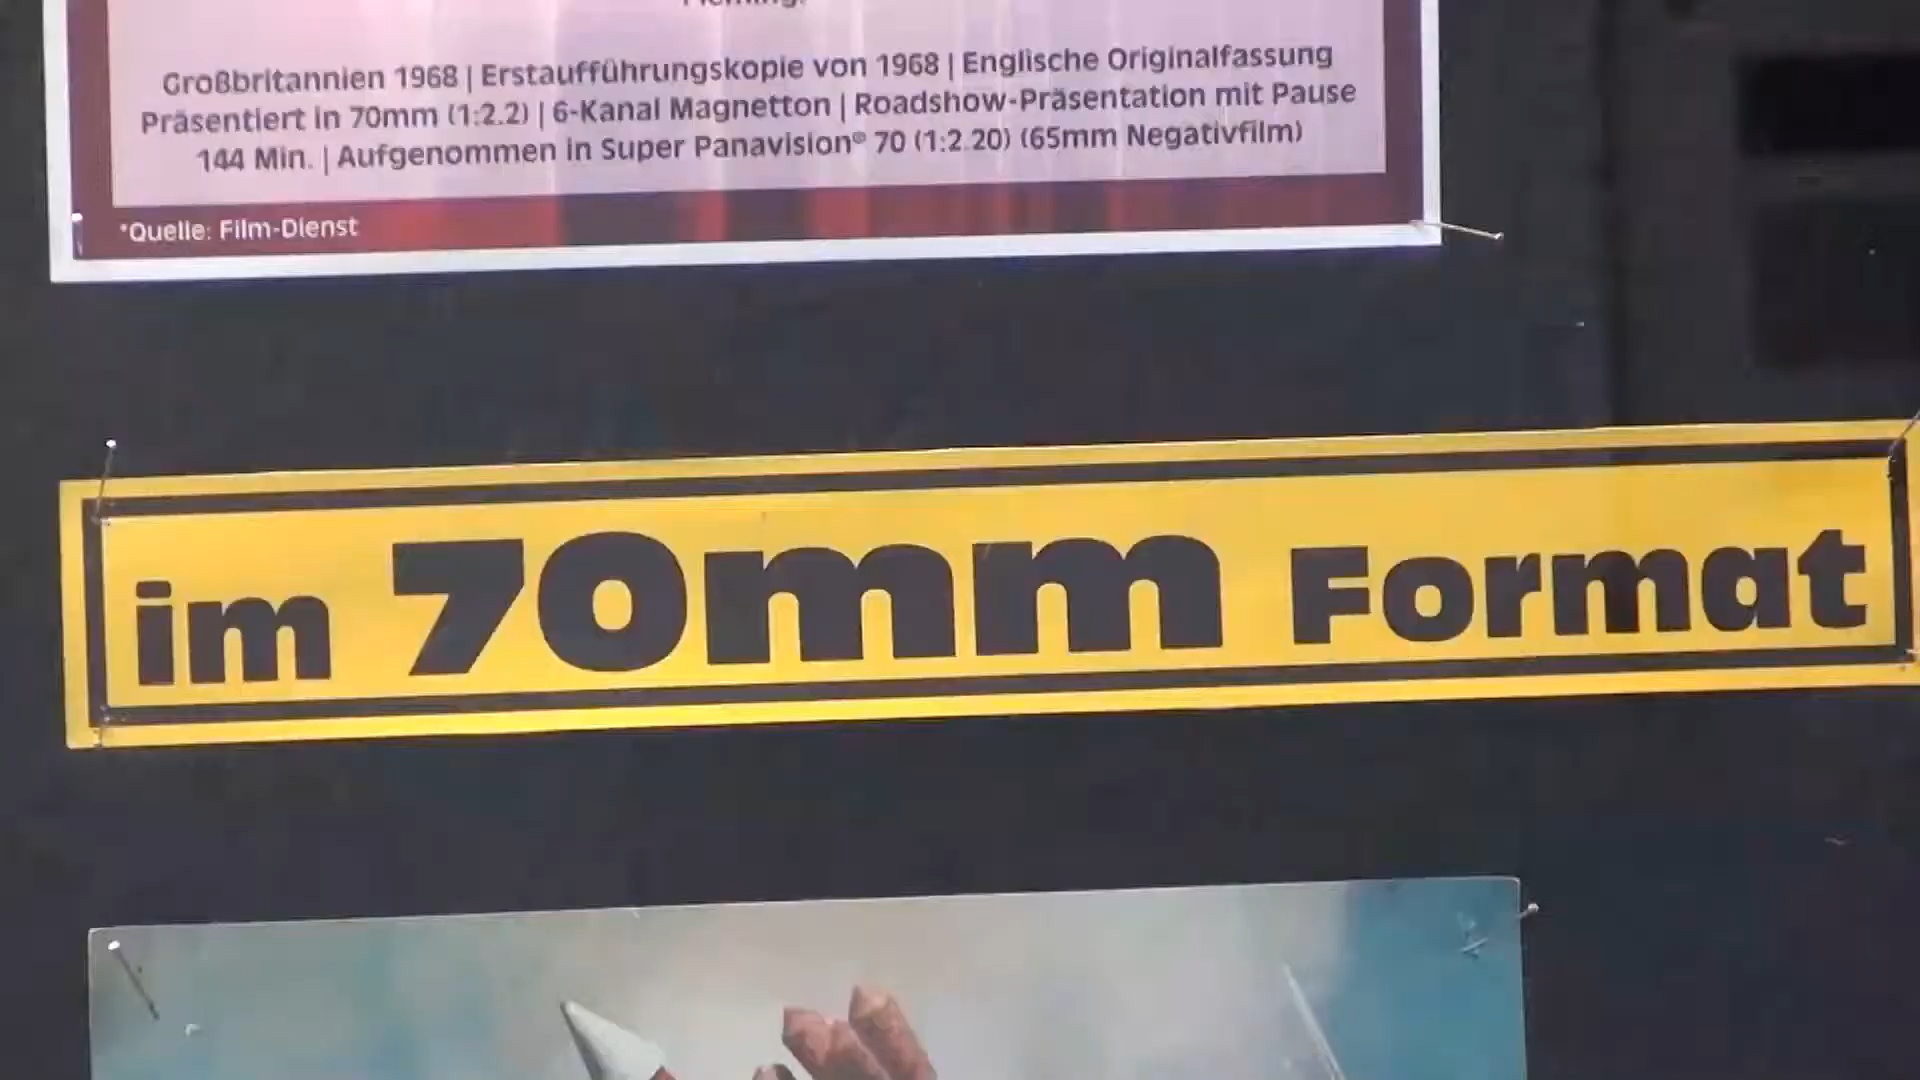 Großbritannien 1968 | Erstaufführungskopie von 1968 | Englische Originalfassung
Präsentiert in 70mm (1:2.2) | 6-Kanal Magnetton | Roadshow-Präsentation mit Pause
144 Min. | Aufgenommen in Super Panavision® 70 (1:2.20) (65mm Negativfilm)
*Quelle: Film-Dienst
im 70mm Format